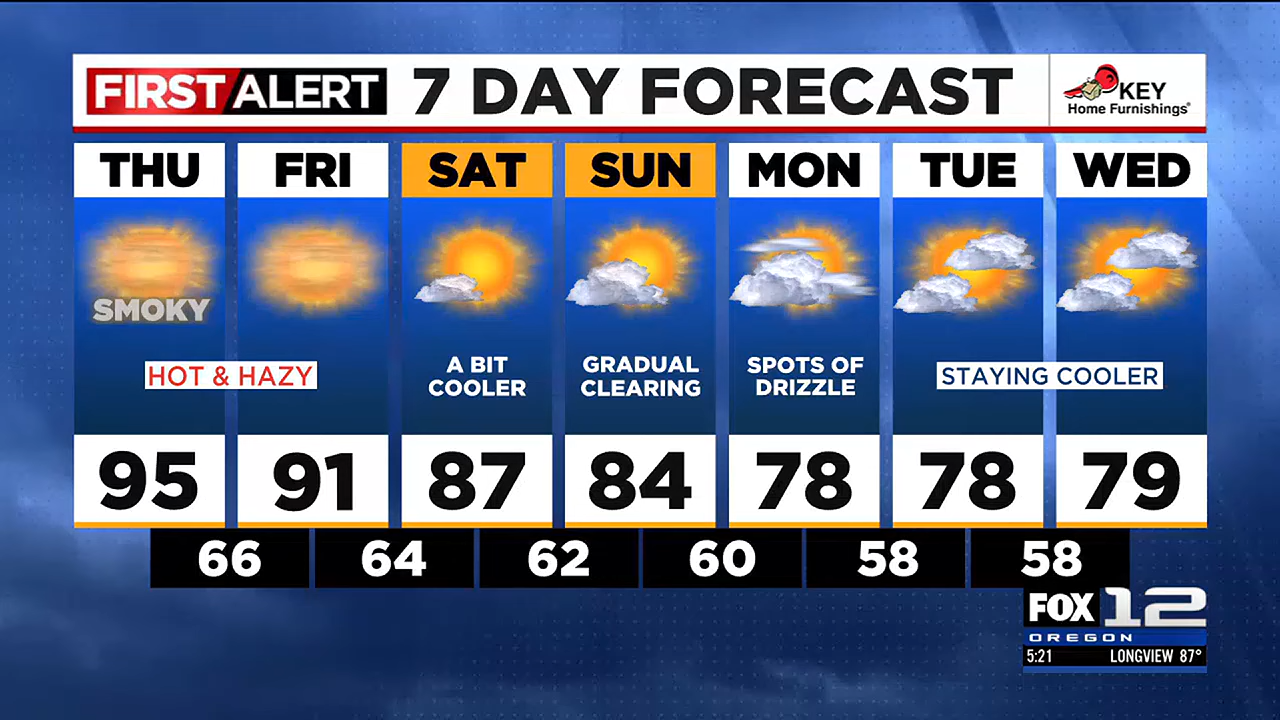 FIRST ALERT 7 DAY FORECAST
KEY
Home Furnishings®
THU FRI SAT SUN MON TUE WED
SMOKY
HOT & HAZY
A BIT
COOLER
GRADUAL
CLEARING
SPOTS OF
DRIZZLE
STAYING COOLER
95 91 87 84 78 78 79
66 64 62 60 58 58
FOX 12
OREGON
5:21 LONGVIEW 87°